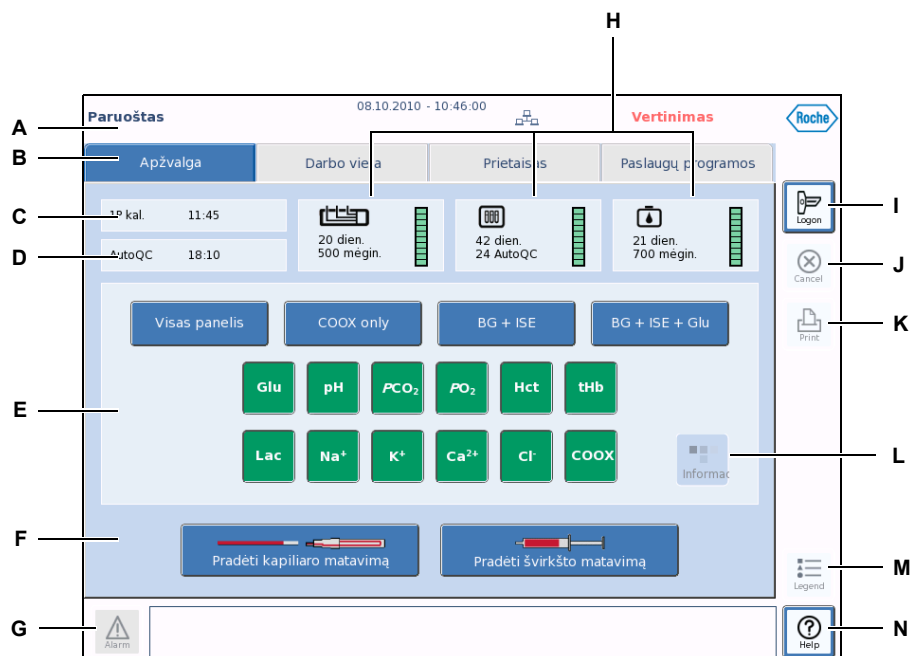 H
08.10.2010 - 10:46:00
Paruoštas
Vertinimas
Roche
A
B
Apžvalga
Darbo vieta
Prietaisas
Paslaugų programos
C
1P kal. 11:45
20 dien.
500 mėgin.
42 dien.
24 AutoQC
21 dien.
700 mėgin.
Logon
I
D
AutoQC 18:10
Cancel
J
Visas panelis
COOX only
BG + ISE
BG + ISE + Glu
Print
K
Glu
pH
PCO₂
PO₂
Hct
tHb
E
Lac
Na⁺
K⁺
Ca²⁺
Cl⁻
COOX
Informac
L
F
Pradėti kapiliaro matavimą
Pradėti švirkšto matavimą
Legend
M
G
Alarm
Help
N